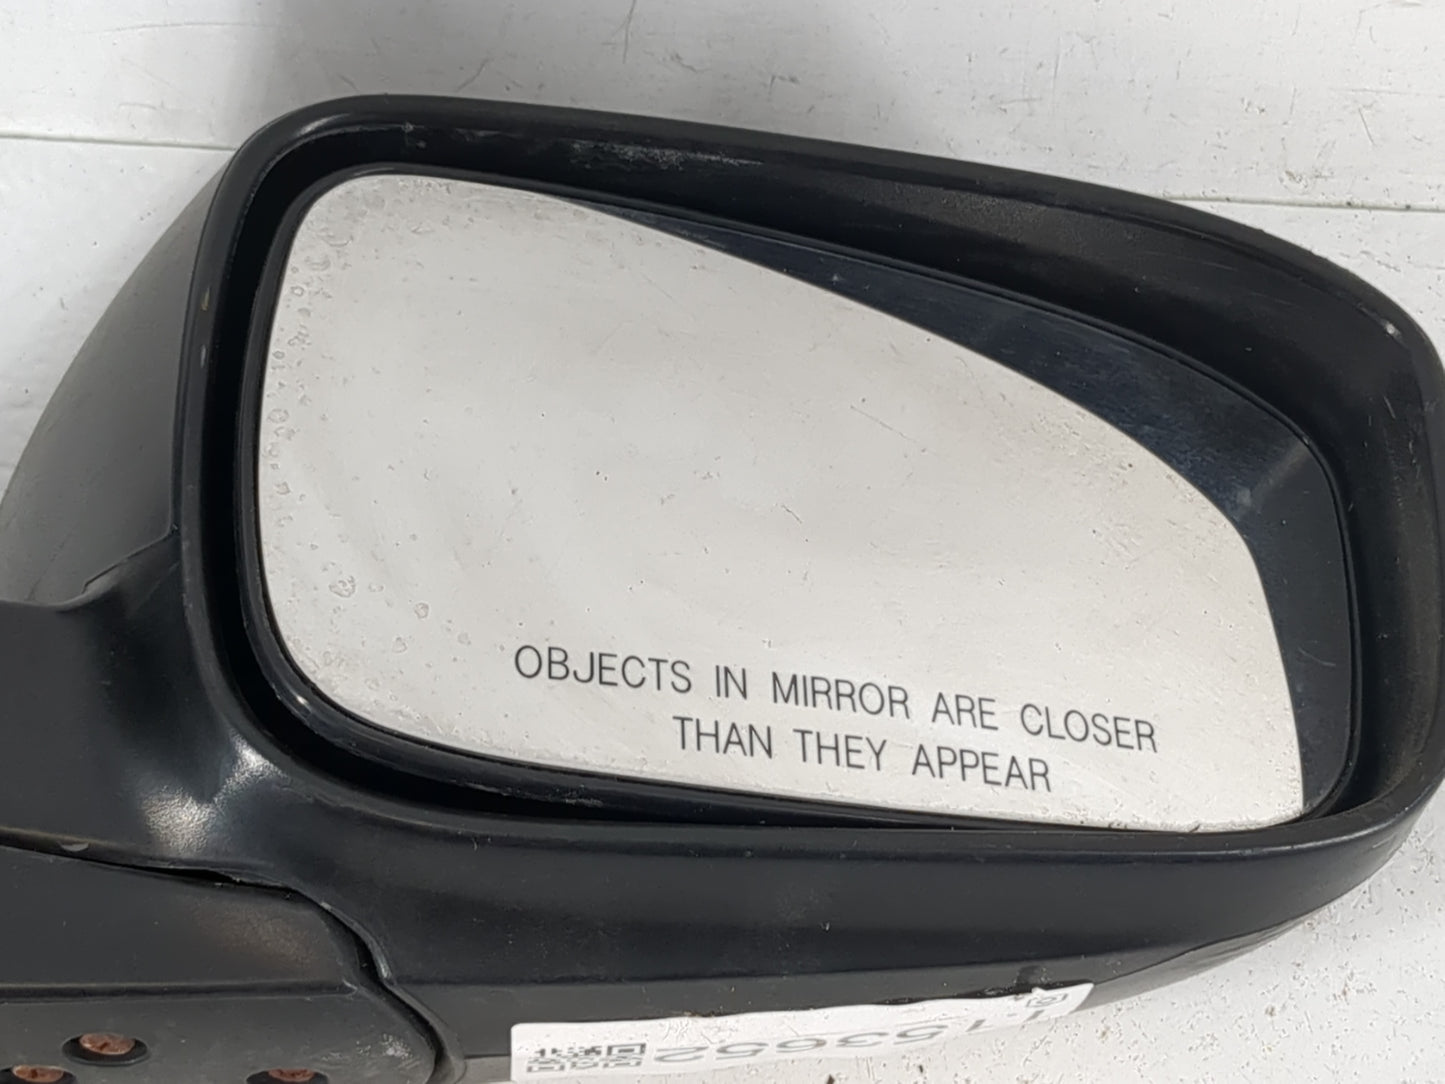 OBJECTS IN MIRROR ARE CLOSER
THAN THEY APPEAR